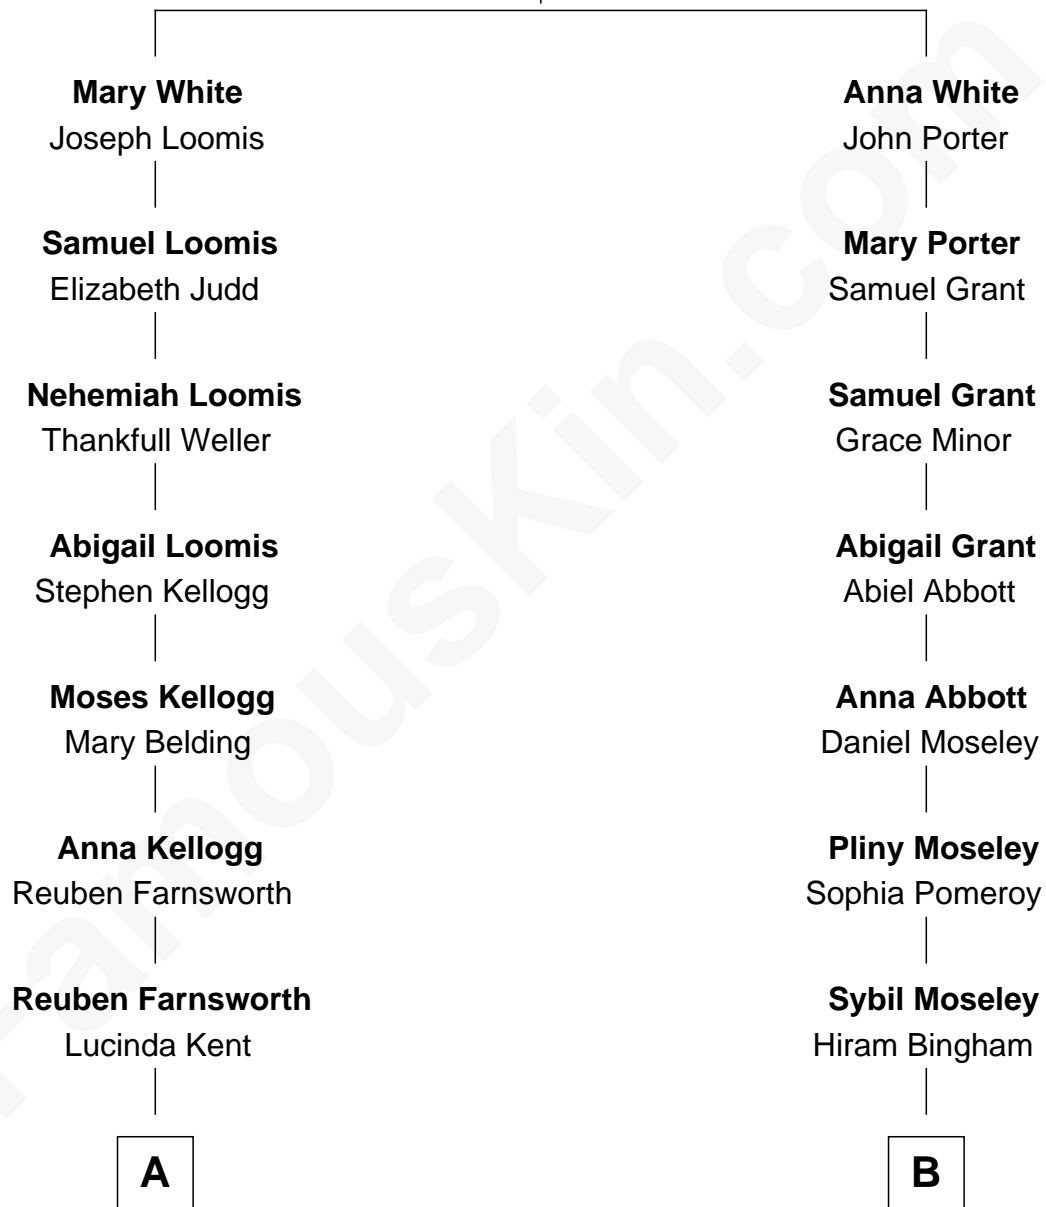 Mary White
Joseph Loomis
Samuel Loomis
Elizabeth Judd
Nehemiah Loomis
Thankfull Weller
Abigail Loomis
Stephen Kellogg
Moses Kellogg
Mary Belding
Anna Kellogg
Reuben Farnsworth
Reuben Farnsworth
Lucinda Kent
A
Anna White
John Porter
Mary Porter
Samuel Grant
Samuel Grant
Grace Minor
Abigail Grant
Abiel Abbott
Anna Abbott
Daniel Moseley
Pliny Moseley
Sophia Pomeroy
Sybil Moseley
Hiram Bingham
B
FamousKin.com